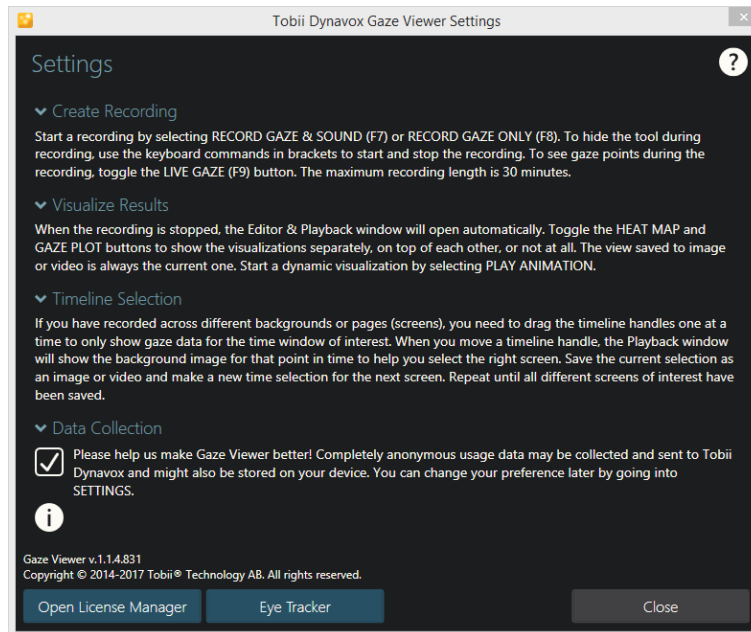 Tobii Dynavox Gaze Viewer Settings
Settings
?
Create Recording
Start a recording by selecting RECORD GAZE & SOUND (F7) or RECORD GAZE ONLY (F8). To hide the tool during
recording, use the keyboard commands in brackets to start and stop the recording. To see gaze points during the
recording, toggle the LIVE GAZE (F9) button. The maximum recording length is 30 minutes.
Visualize Results
When the recording is stopped, the Editor & Playback window will open automatically. Toggle the HEAT MAP and
GAZE PLOT buttons to show the visualizations separately, on top of each other, or not at all. The view saved to image
or video is always the current one. Start a dynamic visualization by selecting PLAY ANIMATION.
Timeline Selection
If you have recorded across different backgrounds or pages (screens), you need to drag the timeline handles one at a
time to only show gaze data for the time window of interest. When you move a timeline handle, the Playback window
will show the background image for that point in time to help you select the right screen. Save the current selection as
an image or video and make a new time selection for the next screen. Repeat until all different screens of interest have
been saved.
Data Collection
Please help us make Gaze Viewer better! Completely anonymous usage data may be collected and sent to Tobii
Dynavox and might also be stored on your device. You can change your preference later by going into
SETTINGS.
i
Gaze Viewer v.1.1.4.831
Copyright © 2014-2017 Tobii® Technology AB. All rights reserved.
Open License Manager
Eye Tracker
Close